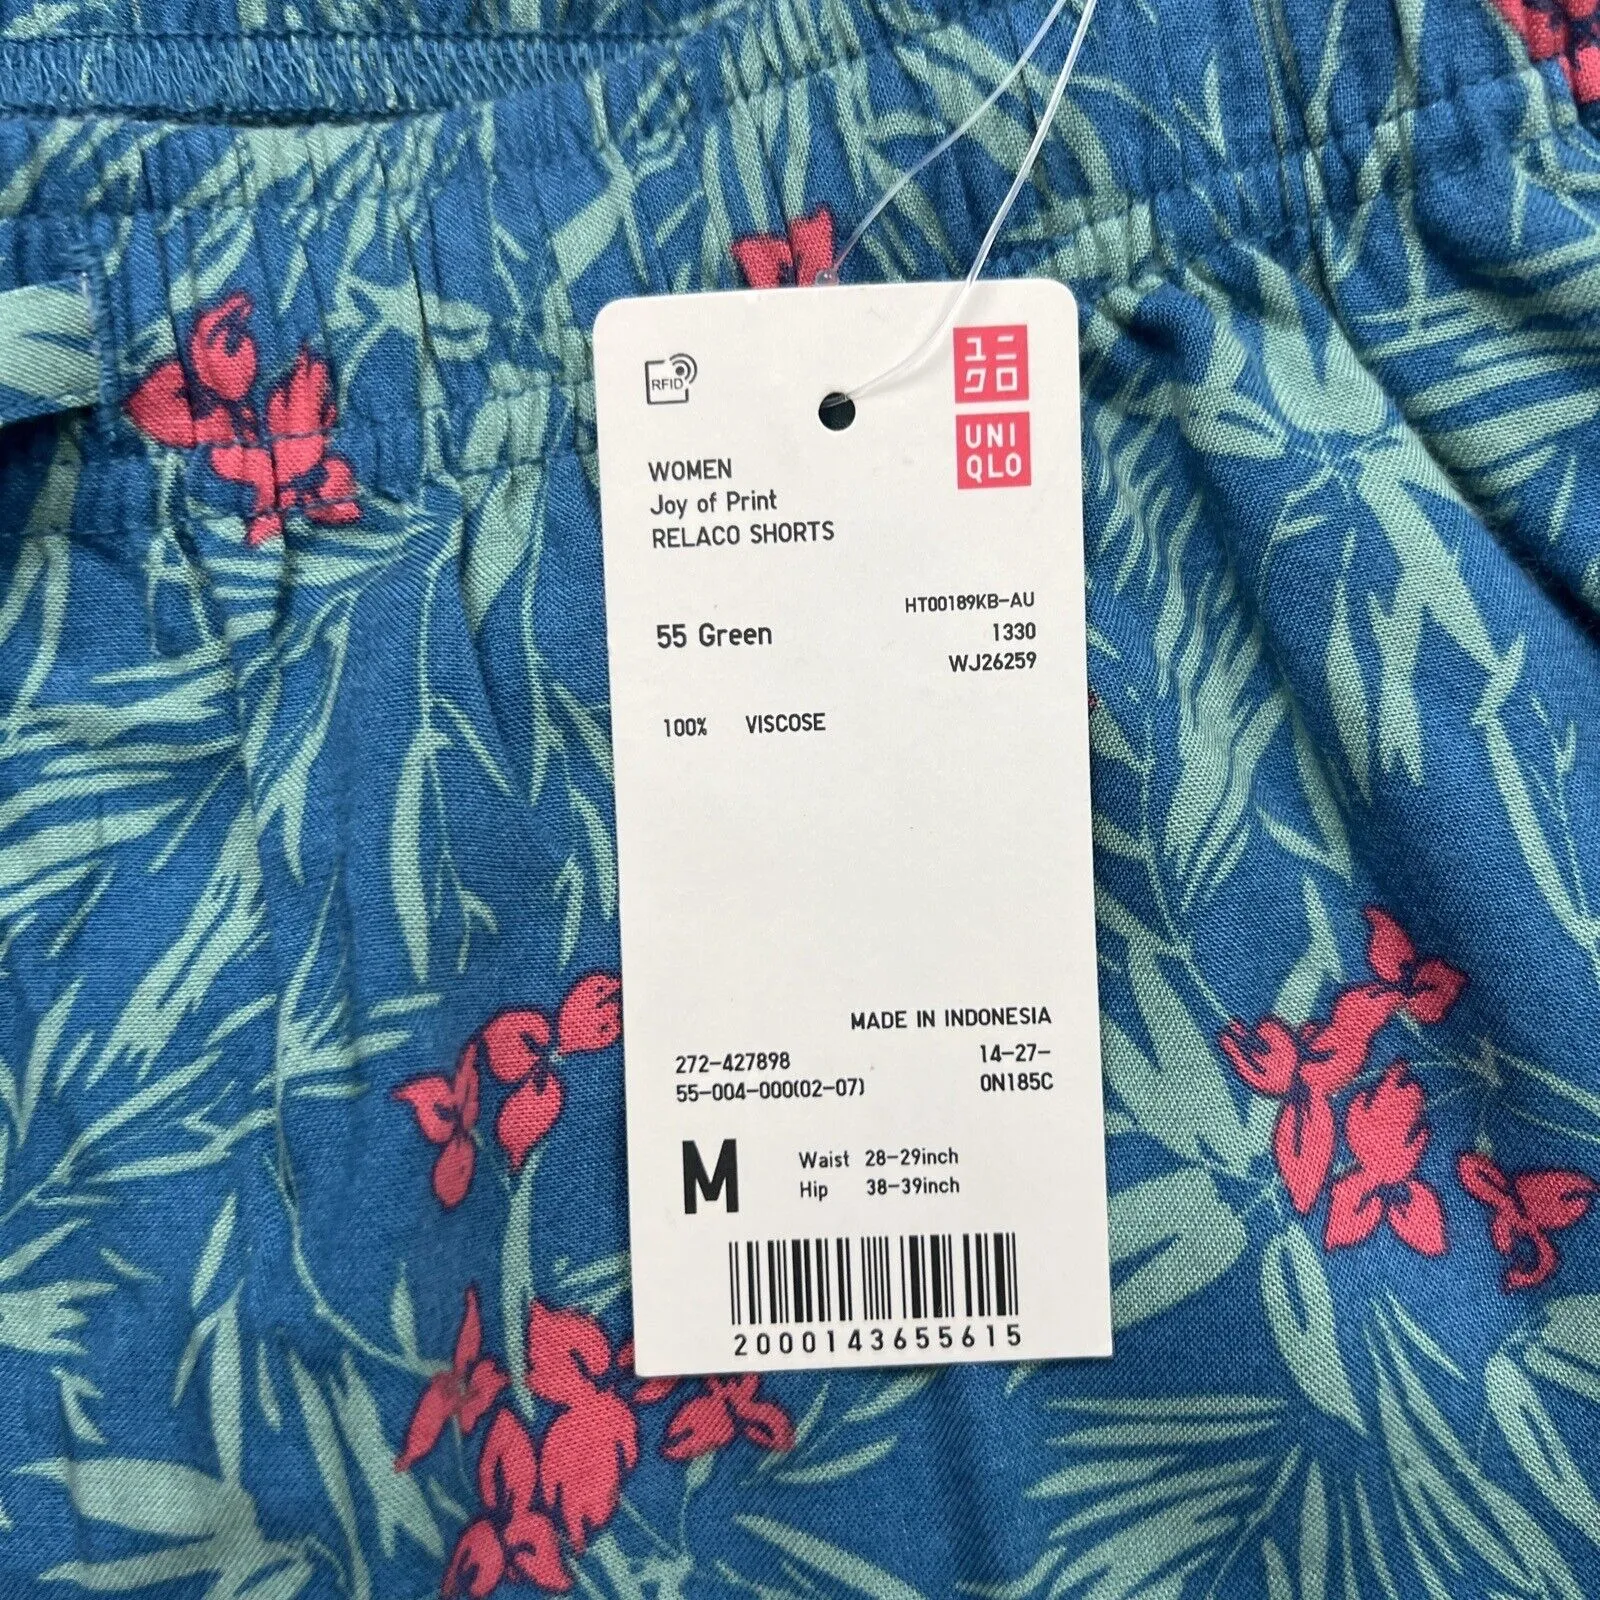 RFID
ユニ
クロ
UNI
QLO
WOMEN
Joy of Print
RELACO SHORTS
HT00189KB-AU
55 Green
1330
WJ26259
100% VISCOSE
MADE IN INDONESIA
272-427898
14-27-
55-004-000(02-07)
0N185C
M
Waist 28-29inch
Hip 38-39inch
2000143655615